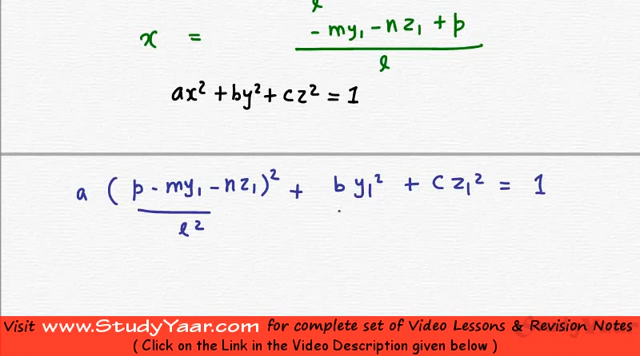 l
x = - my₁ - nz₁ + p
l
ax² + by² + cz² = 1
a ( p - my₁ - nz₁ )² + by₁² + cz₁² = 1
l²
Visit www.StudyYaar.com for complete set of Video Lessons & Revision Notes
( Click on the Link in the Video Description given below )